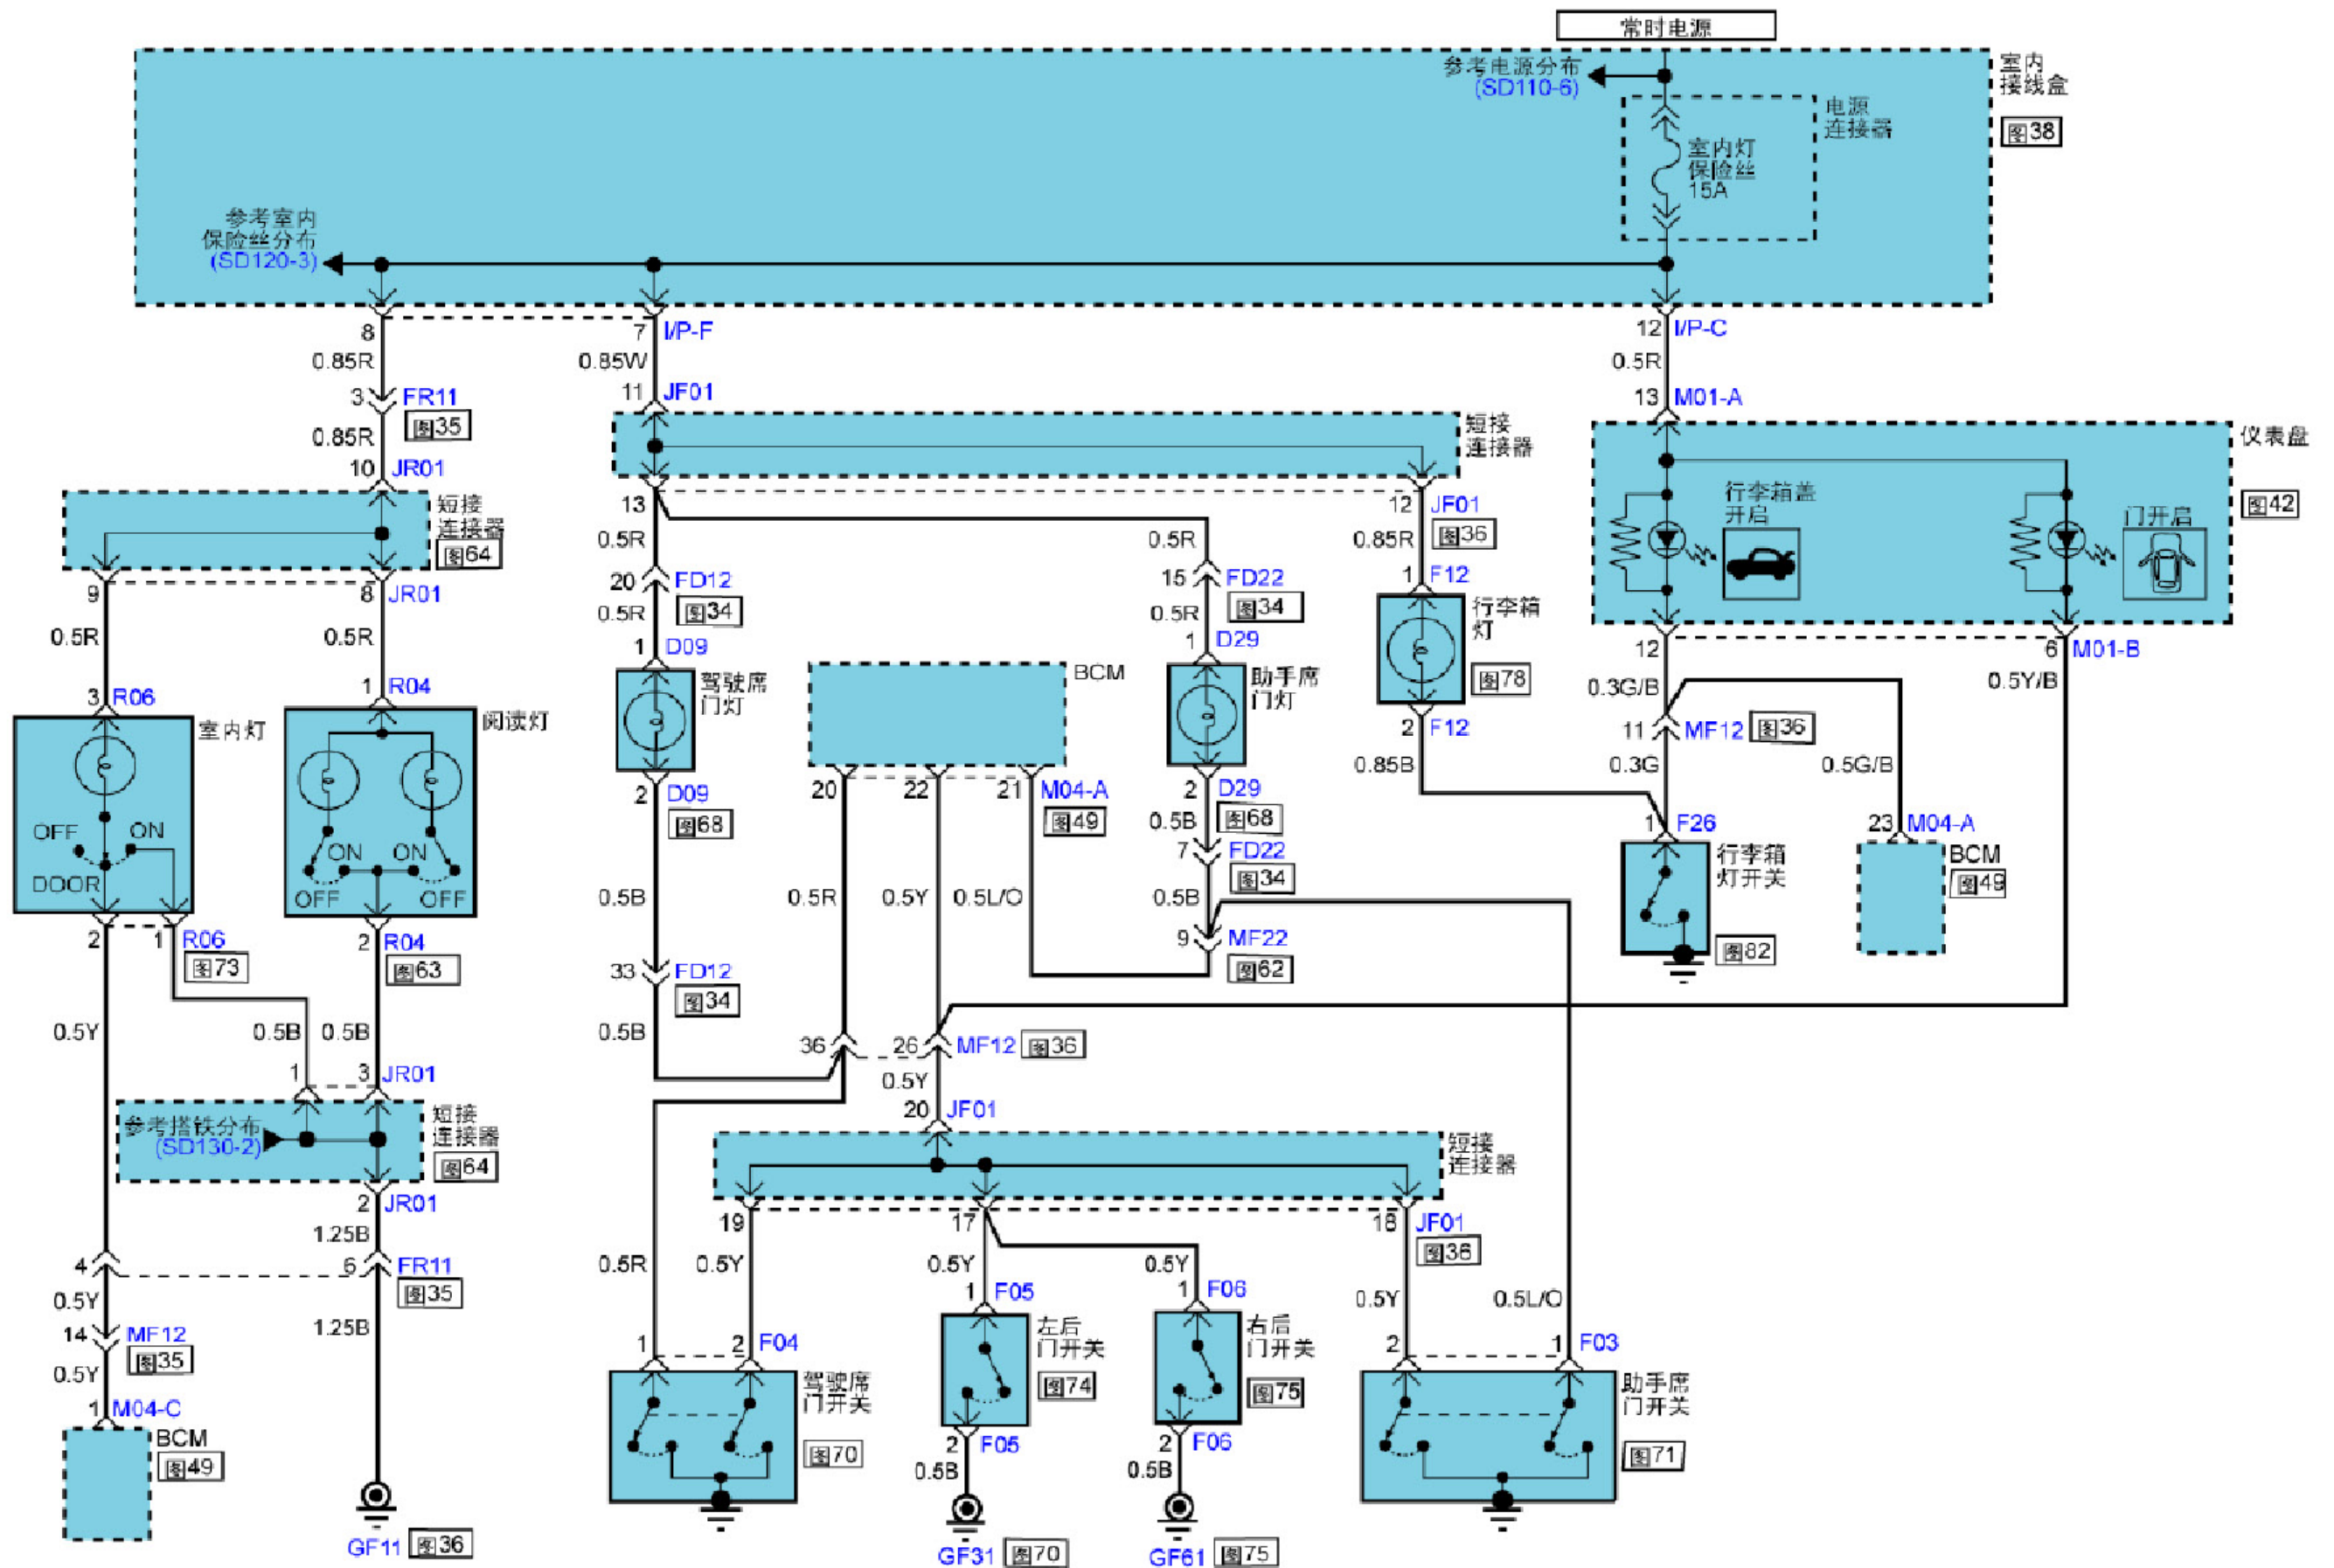 常时电源
参考电源分布
(SD110-6)
室内
接线盒
图38
电源
连接器
室内灯
保险丝
15A
参考室内
保险丝分布
(SD120-3)
8
7
I/P-F
12
I/P-C
0.85R
0.85W
0.5R
3
FR11
图35
11
JF01
13
M01-A
0.85R
10
JR01
短接
连接器
图64
短接
连接器
仪表盘
图42
行李箱盖
开启
门开启
13
12
JF01
图36
0.5R
0.5R
0.85R
20
FD12
图34
15
FD22
图34
1
F12
9
8
JR01
0.5R
0.5R
0.5R
0.5R
1
D09
1
D29
行李箱
灯
图78
12
6
M01-B
0.3G/B
0.5Y/B
3
R06
1
R04
室内灯
阅读灯
驾驶席
门灯
BCM
助手席
门灯
2
F12
11
MF12
图36
0.85B
0.3G
0.5G/B
OFF
ON
DOOR
ON
ON
OFF
OFF
2
D09
图68
20
22
21
M04-A
图49
2
D29
图68
0.5B
7
FD22
图34
1
F26
行李箱
灯开关
图82
23
M04-A
BCM
图49
0.5B
0.5R
0.5Y
0.5L/O
0.5B
2
1
R06
图73
2
R04
图63
9
MF22
图62
33
FD12
图34
0.5Y
0.5B
0.5B
0.5B
36
26
MF12
图36
1
3
JR01
0.5Y
20
JF01
参考搭铁分布
(SD130-2)
短接
连接器
图64
短接
连接器
2
JR01
19
17
18
JF01
图36
1.25B
4
6
FR11
图35
0.5R
0.5Y
0.5Y
0.5Y
0.5Y
0.5L/O
0.5Y
1
F05
1
F06
14
MF12
图35
1.25B
0.5Y
1
2
F04
左后
门开关
图74
右后
门开关
图75
2
1
F03
驾驶席
门开关
图70
助手席
门开关
图71
1
M04-C
BCM
图49
2
F05
2
F06
0.5B
0.5B
GF11
图36
GF31
图70
GF61
图75